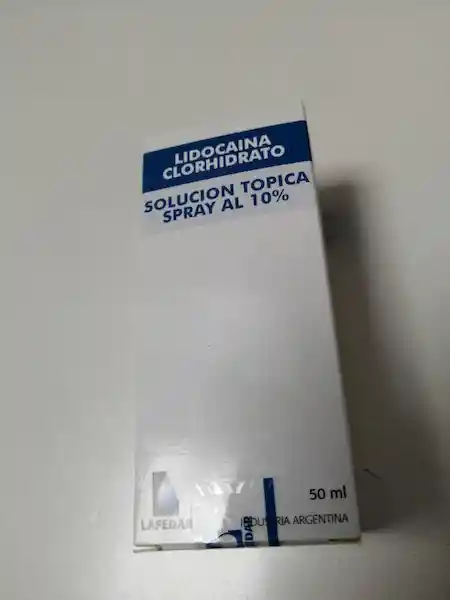 LIDOCAINA
CLORHIDRATO
SOLUCION TOPICA
SPRAY AL 10%
50 ml
LAFEDAR
INDUSTRIA ARGENTINA